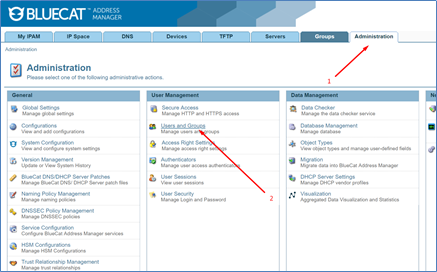 BLUECAT™ ADDRESS MANAGER
My IPAM IP Space DNS Devices TFTP Servers Groups Administration
Administration
1
Administration
Please select one of the following administrative actions.
General
Global Settings
Manage global settings
Configurations
View and add configurations
System Configuration
View and configure system settings
Version Management
Update or View System History
BlueCat DNS/DHCP Server Patches
Manage BlueCat DNS/ DHCP Server patch files
Naming Policy Management
Manage naming policies
DNSSEC Policy Management
Manage DNSSEC policies
Service Configuration
Configure BlueCat Address Manager services
HSM Configurations
Manage HSM Configurations
Trust Relationship Management
Manage trust relationships
User Management
Secure Access
Manage HTTP and HTTPS access
Users and Groups
Manage users and groups
Access Right Settings
Manage access right settings
Authenticators
Manage user access authenticators
User Sessions
View user sessions
User Security
Manage Login and Password
2
Data Management
Data Checker
Manage the data checker service
Database Management
Manage database
Object Types
View object types and manage user-defined fields
Migration
Migrate data into BlueCat Address Manager
DHCP Server Settings
Manage DHCP vendor profiles
Visualization
Aggregated Data Visualization and Statistics